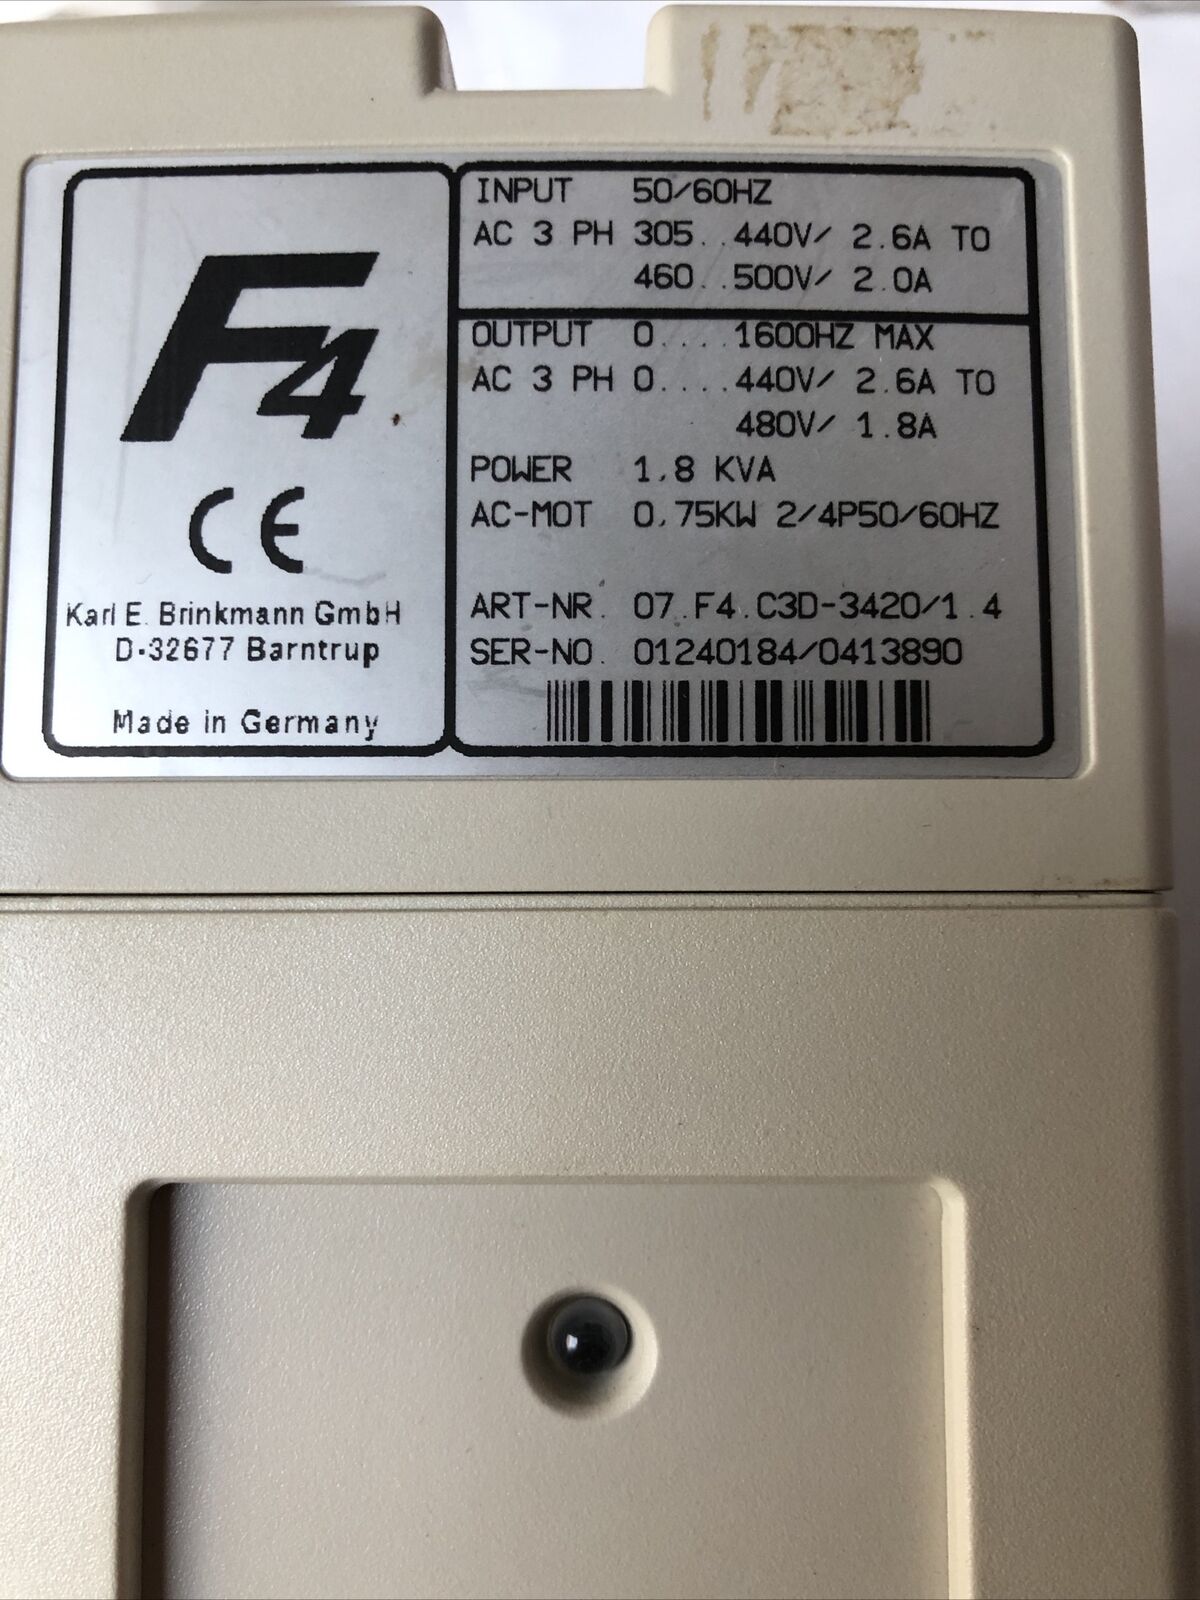 F4
CE
Karl E. Brinkmann GmbH
D-32677 Barntrup
Made in Germany
INPUT 50/60HZ
AC 3 PH 305..440V/ 2.6A TO
460..500V/ 2.0A
OUTPUT 0....1600HZ MAX
AC 3 PH 0....440V/ 2.6A TO
480V/ 1.8A
POWER 1,8 KVA
AC-MOT 0,75KW 2/4P50/60HZ
ART-NR. 07.F4.C3D-3420/1.4
SER-NO. 01240184/0413890